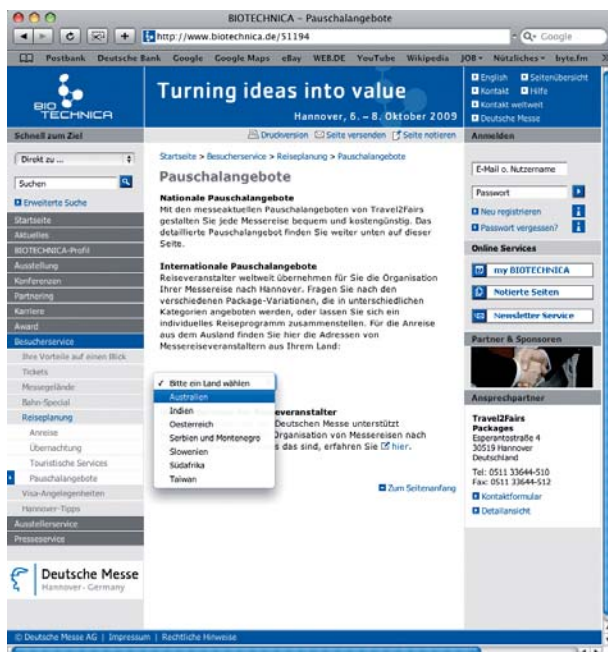 BIOTECHNICA – Pauschalangebote
http://www.biotechnica.de/51194
Google
Postbank Deutsche Bank Google Google Maps eBay WEB.DE YouTube Wikipedia JOB Nützliches byte.fm
BIO
TECHNICA
Turning ideas into value
Hannover, 6. – 8. Oktober 2009
English Seitenübersicht
Kontakt Hilfe
Kontakt weltweit
Deutsche Messe
Schnell zum Ziel
Direkt zu ...
Suchen
Erweiterte Suche
Startseite
Aktuelles
BIOTECHNICA-Profil
Ausstellung
Konferenzen
Partnering
Karriere
Award
Besucherservice
Ihre Vorteile auf einen Blick
Tickets
Messegelände
Bahn-Special
Reiseplanung
Anreise
Übernachtung
Touristische Services
Pauschalangebote
Visa-Angelegenheiten
Hannover-Tipps
Ausstellerservice
Presseservice
Deutsche Messe
Hannover · Germany
Druckversion Seite versenden Seite notieren
Startseite > Besucherservice > Reiseplanung > Pauschalangebote
Pauschalangebote
Nationale Pauschalangebote
Mit den messeaktuellen Pauschalangeboten von Travel2Fairs
gestalten Sie jede Messereise bequem und kostengünstig. Das
detaillierte Pauschalangebot finden Sie weiter unten auf dieser
Seite.
Internationale Pauschalangebote
Reiseveranstalter weltweit übernehmen für Sie die Organisation
Ihrer Messereise nach Hannover. Fragen Sie nach den
verschiedenen Package-Variationen, die in unterschiedlichen
Kategorien angeboten werden, oder lassen Sie sich ein
individuelles Reiseprogramm zusammenstellen. Für die Anreise
aus dem Ausland finden Sie hier die Adressen von
Messereiseveranstaltern aus Ihrem Land:
✓ Bitte ein Land wählen
Australien
Indien
Oesterreich
Serbien und Montenegro
Slowenien
Südafrika
Taiwan
everanstalter
Deutschen Messe unterstützt
Organisation von Messereisen nach
s das sind, erfahren Sie hier.
Zum Seitenanfang
Anmelden
E-Mail o. Nutzername
Passwort
Neu registrieren
Passwort vergessen?
Online Services
my BIOTECHNICA
Notierte Seiten
Newsletter Service
Partner & Sponsoren
Ansprechpartner
Travel2Fairs
Packages
Esperantostraße 4
30519 Hannover
Deutschland
Tel: 0511 33644-510
Fax: 0511 33644-512
Kontaktformular
Detailansicht
© Deutsche Messe AG | Impressum | Rechtliche Hinweise